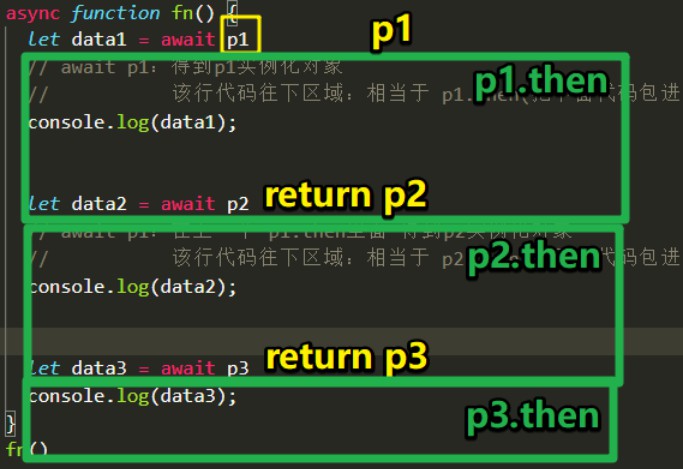 async function fn() {
let data1 = await p1
p1
// await p1：得到p1实例化对象
p1.then
// 该行代码往下区域：相当于 p1.then(把下面代码包进
console.log(data1);
let data2 = await p2
return p2
// await p1：在上一个 p1.then里面 得到p2实例化对象
p2.then
// 该行代码往下区域：相当于 p2 代码包进
console.log(data2);
let data3 = await p3
return p3
console.log(data3);
p3.then
}
fn()